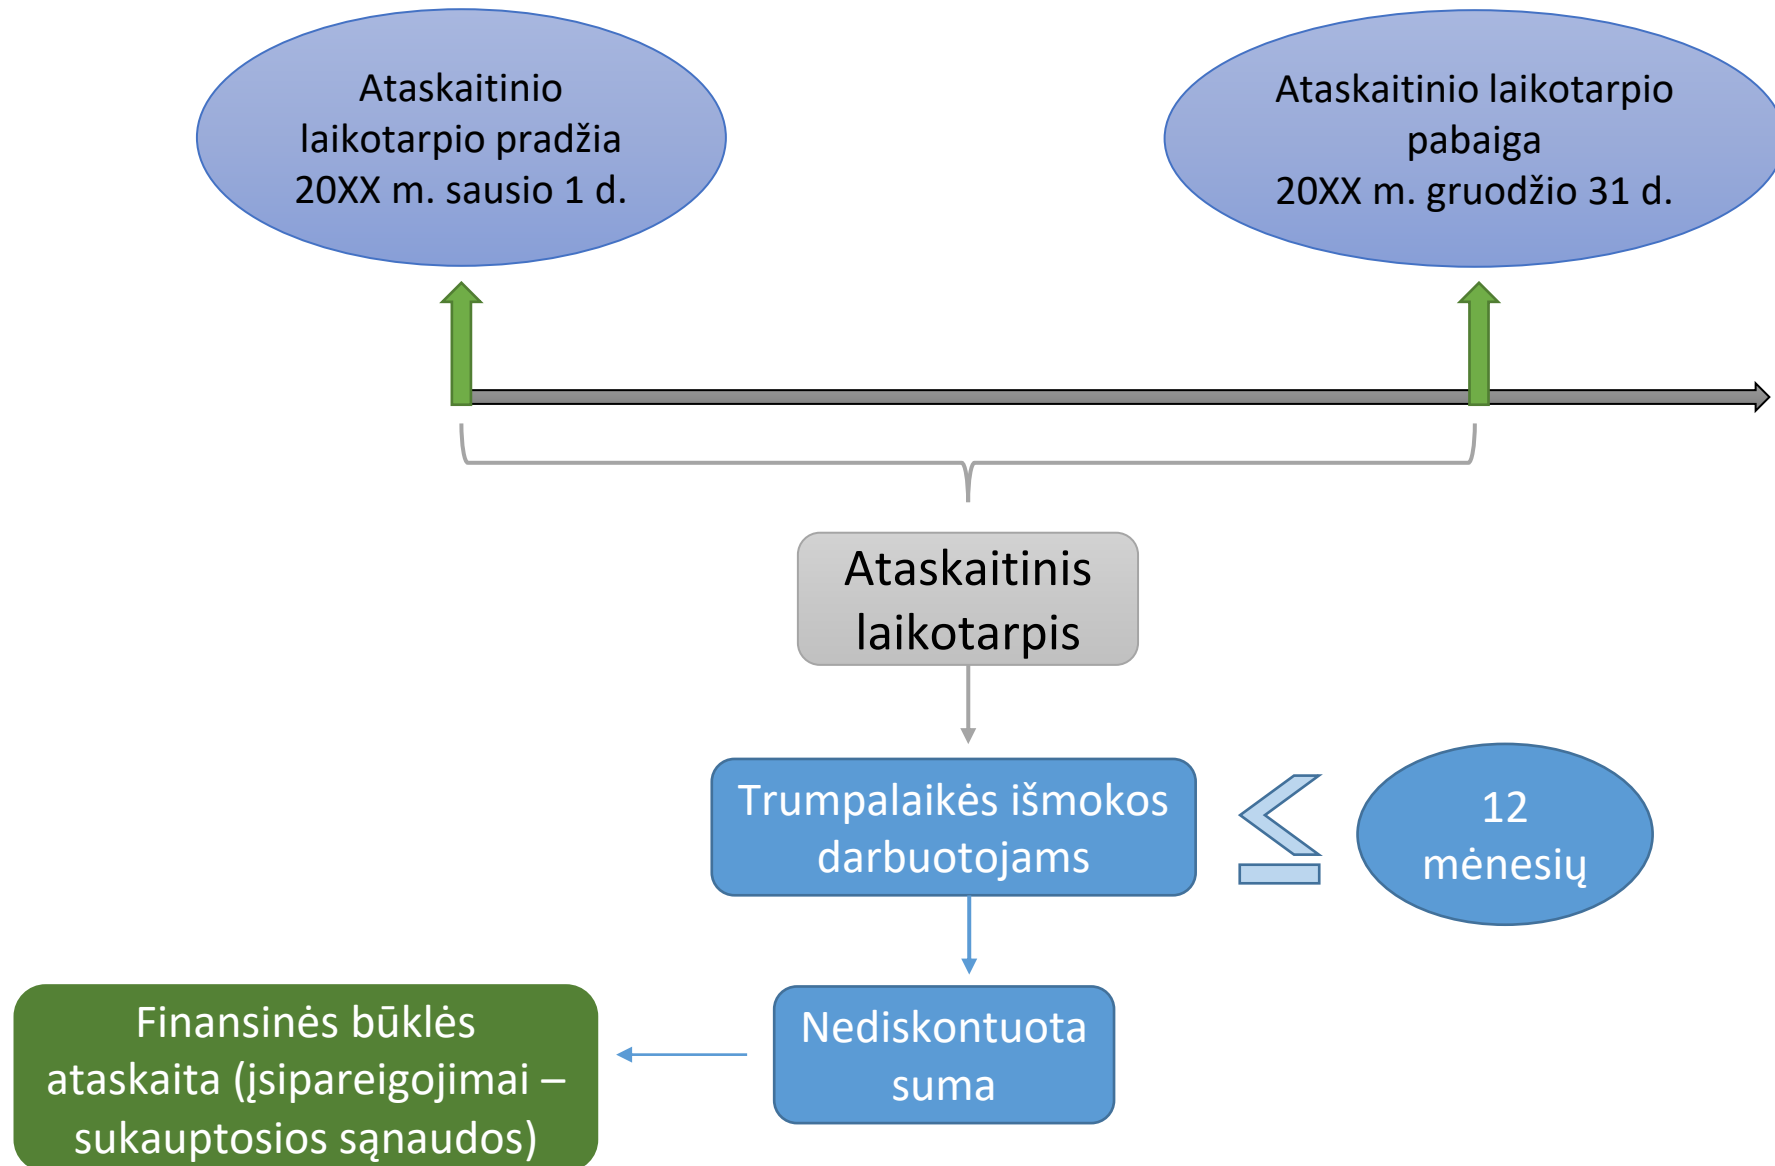 Ataskaitinio
laikotarpio pradžia
20XX m. sausio 1 d.
Ataskaitinio laikotarpio
pabaiga
20XX m. gruodžio 31 d.
Ataskaitinis
laikotarpis
Trumpalaikės išmokos
darbuotojams
≤
12
mėnesių
Nediskontuota
suma
Finansinės būklės
ataskaita (įsipareigojimai –
sukauptosios sąnaudos)